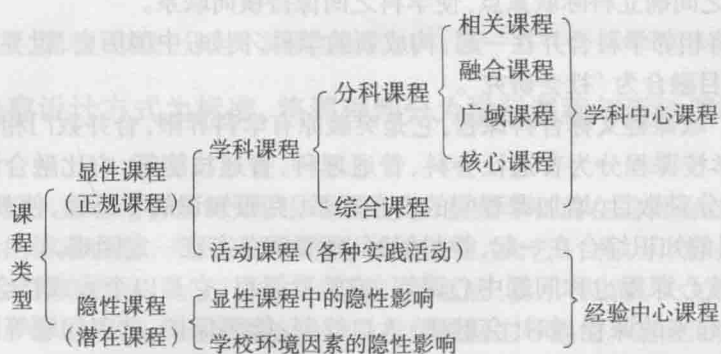 相关课程
融合课程
广域课程
核心课程
分科课程
学科中心课程
综合课程
学科课程
显性课程
(正规课程)
活动课程(各种实践活动)
课程类型
隐性课程
(潜在课程)
显性课程中的隐性影响
学校环境因素的隐性影响
经验中心课程